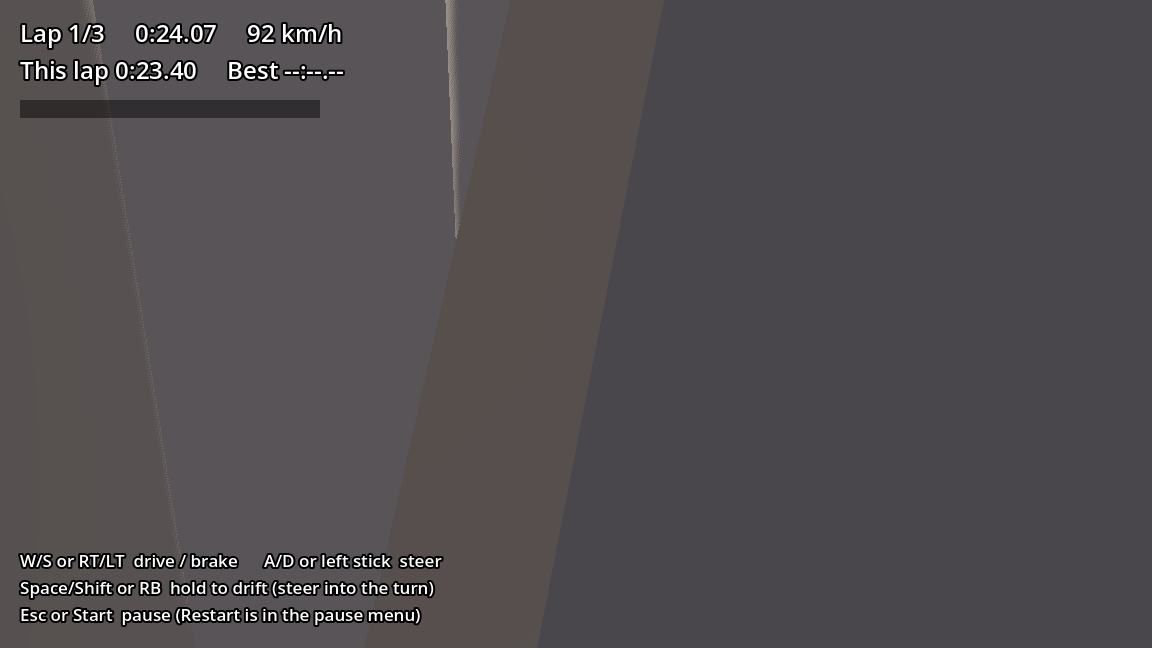 Lap 1/3 0:24.07 92 km/h
This lap 0:23.40 Best --:--.--
W/S or RT/LT drive / brake A/D or left stick steer
Space/Shift or RB hold to drift (steer into the turn)
Esc or Start pause (Restart is in the pause menu)